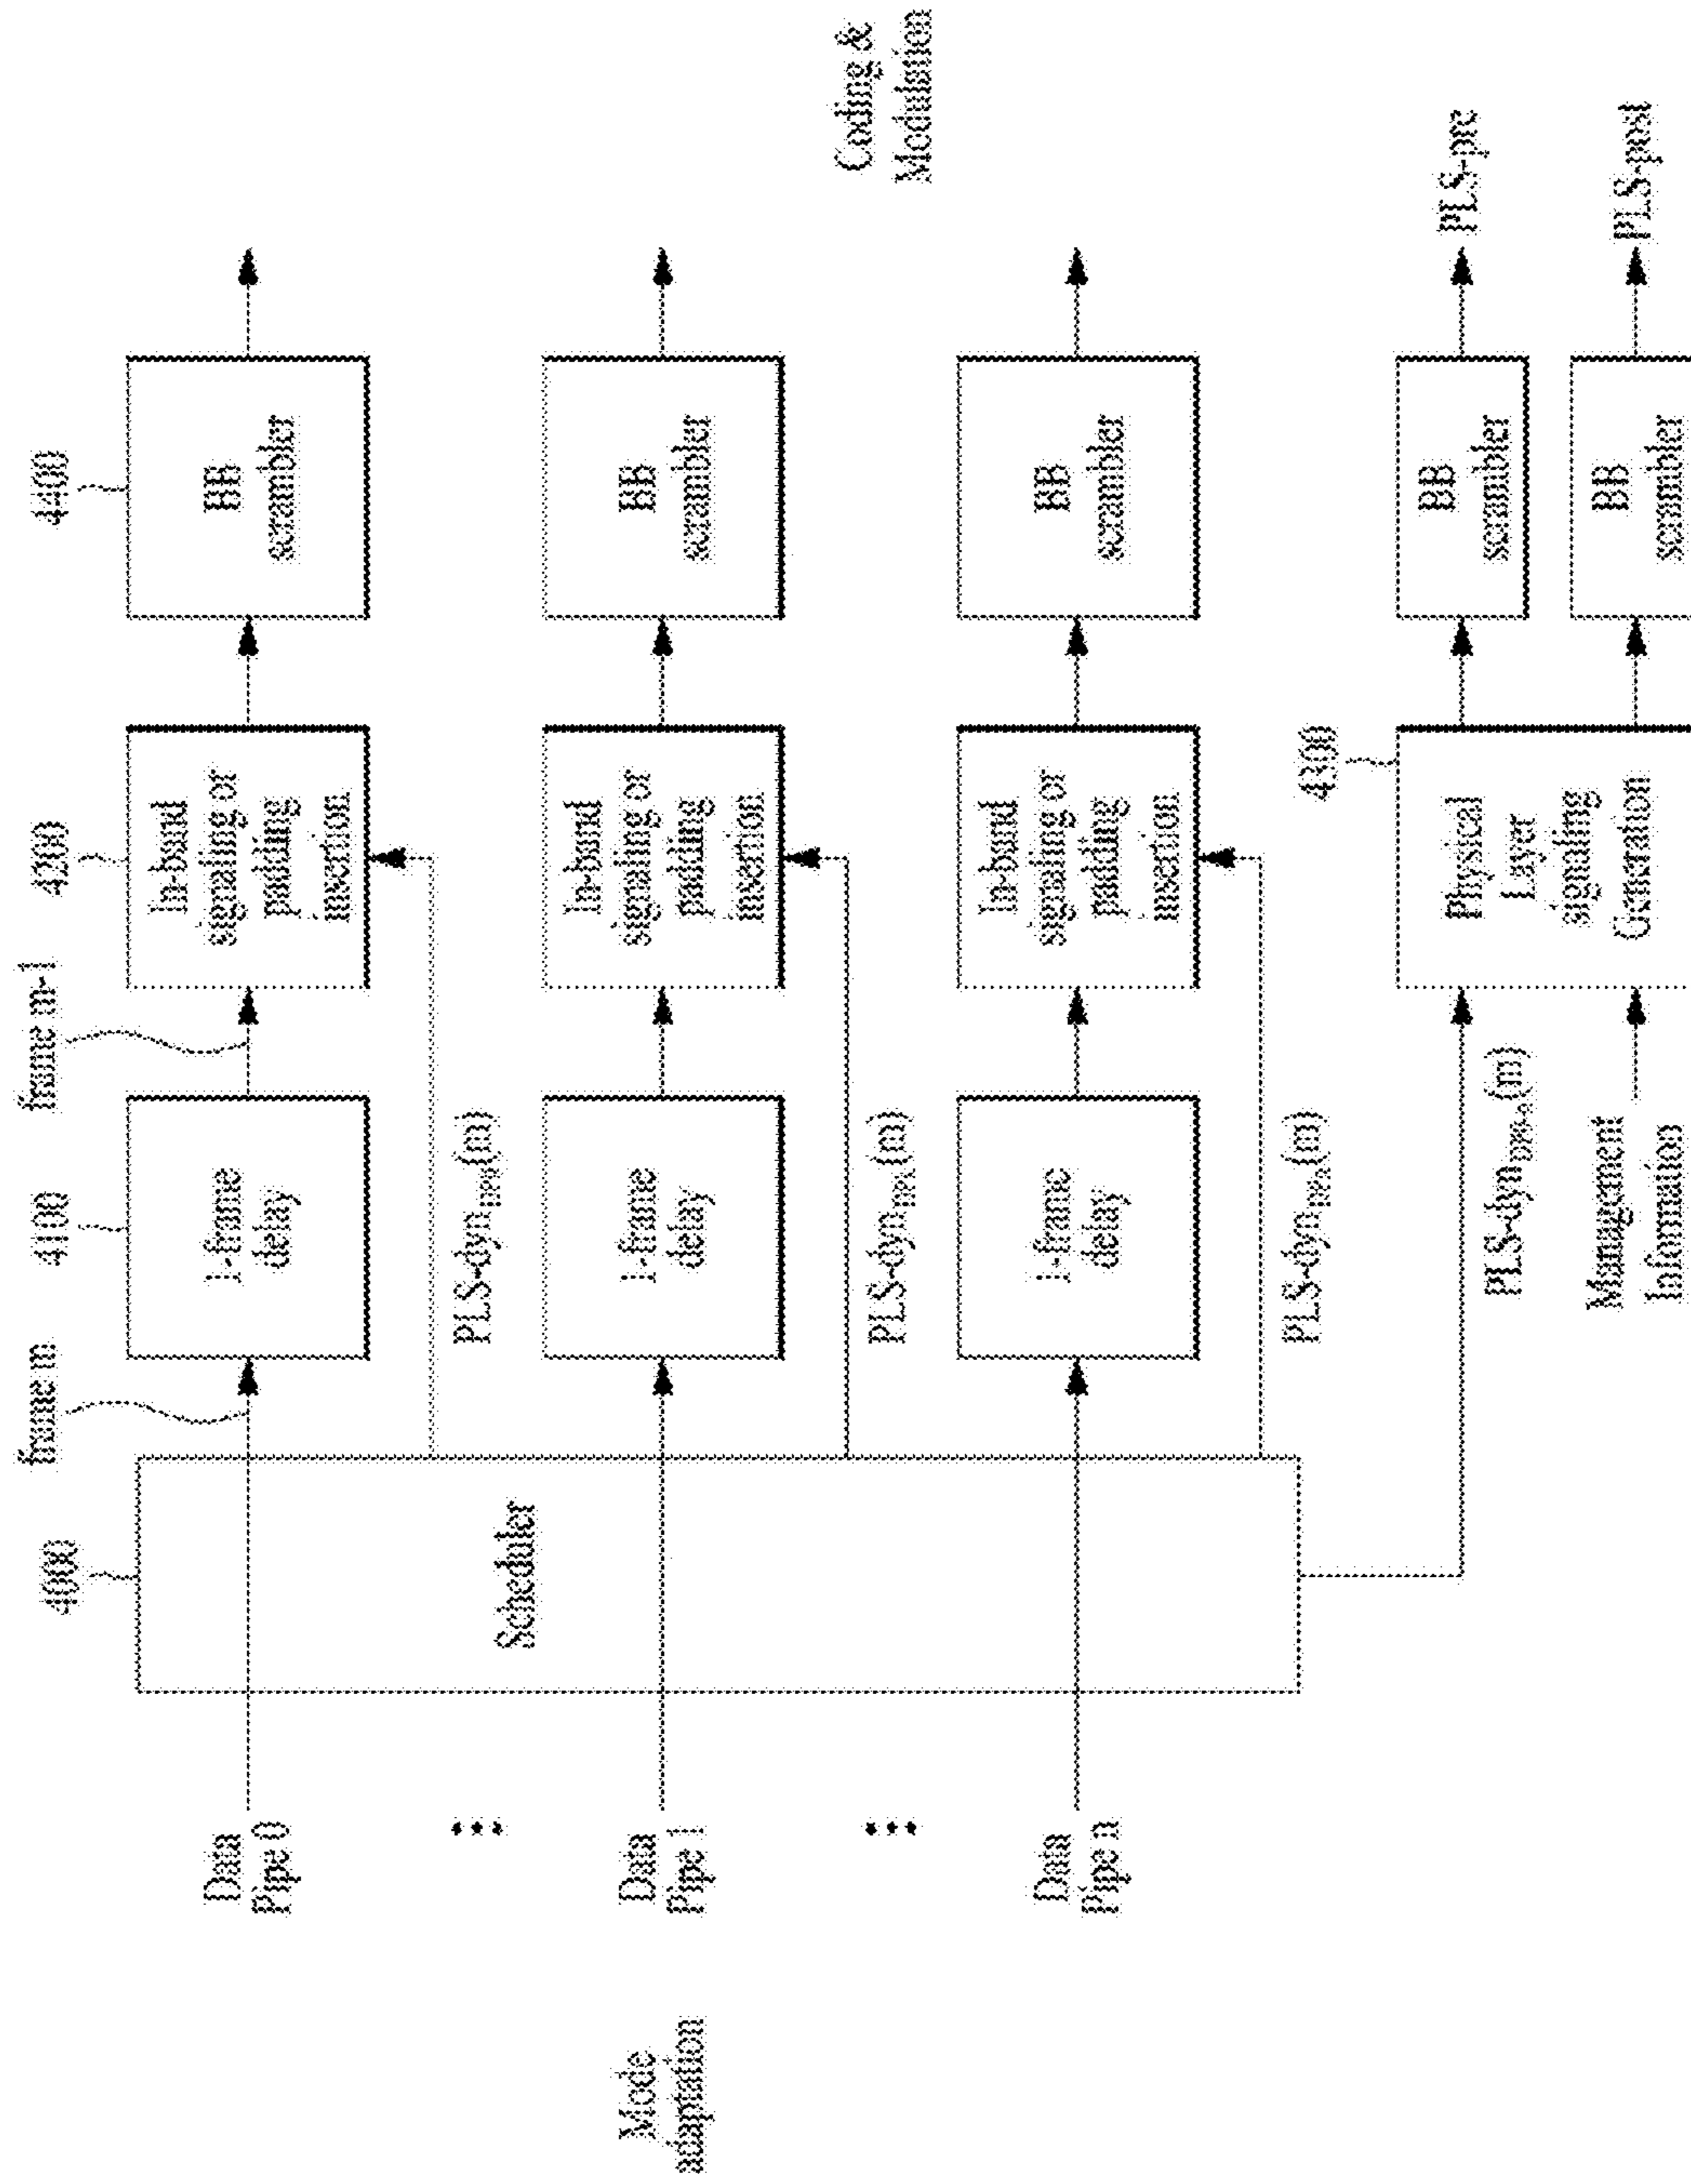 Mode
adaptation
Data
Pipe 0
...
Data
Pipe 1
...
Data
Pipe n
4000
Scheduler
frame m
4100
1-frame
delay
PLS-dyn (m)
1-frame
delay
PLS-dyn (m)
1-frame
delay
PLS-dyn (m)
PLS-dyn (m)
Management
Information
frame m-1
4200
In-band
signaling or
padding
insertion
In-band
signaling or
padding
insertion
In-band
signaling or
padding
insertion
4300
Physical
Layer
signaling
Generation
4400
BB
scrambler
BB
scrambler
BB
scrambler
BB
scrambler
BB
scrambler
PLS-pre
PLS-post
Coding &
Modulation